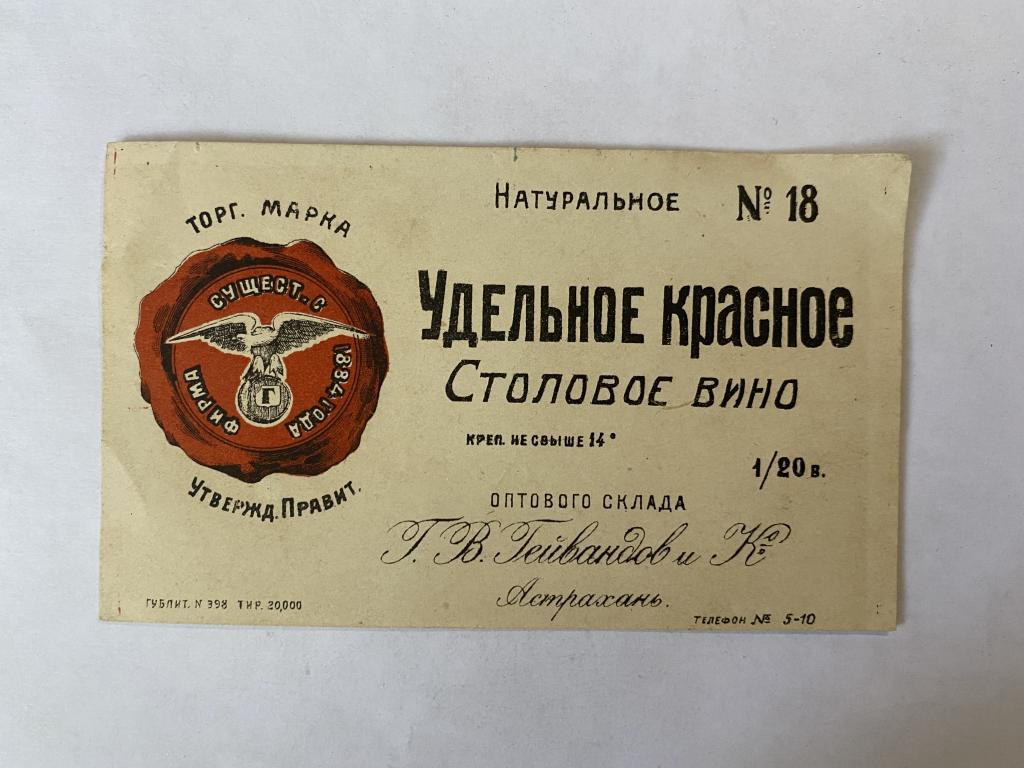 ТОРГ. МАРКА
СУЩЕСТ. С
1884 ГОДА
ФИРМА
Г
УТВЕРЖД. ПРАВИТ.
НАТУРАЛЬНОЕ № 18
УДЕЛЬНОЕ КРАСНОЕ
СТОЛОВОЕ ВИНО
КРЕП. НЕ СВЫШЕ 14°
1/20 в.
ОПТОВОГО СКЛАДА
Г. В. Гейвандов и Ко
Астрахань.
ГУБЛИТ. N 398 ТИР. 20,000
ТЕЛЕФОН № 5-10